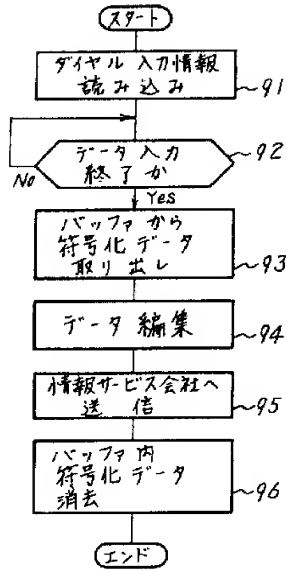 スタート
ダイヤル入力情報
読み込み
91
データ入力
終了か
92
No
Yes
バッファから
符号化データ
取り出し
93
データ編集
94
情報サービス会社へ
送信
95
バッファ内
符号化データ
消去
96
エンド